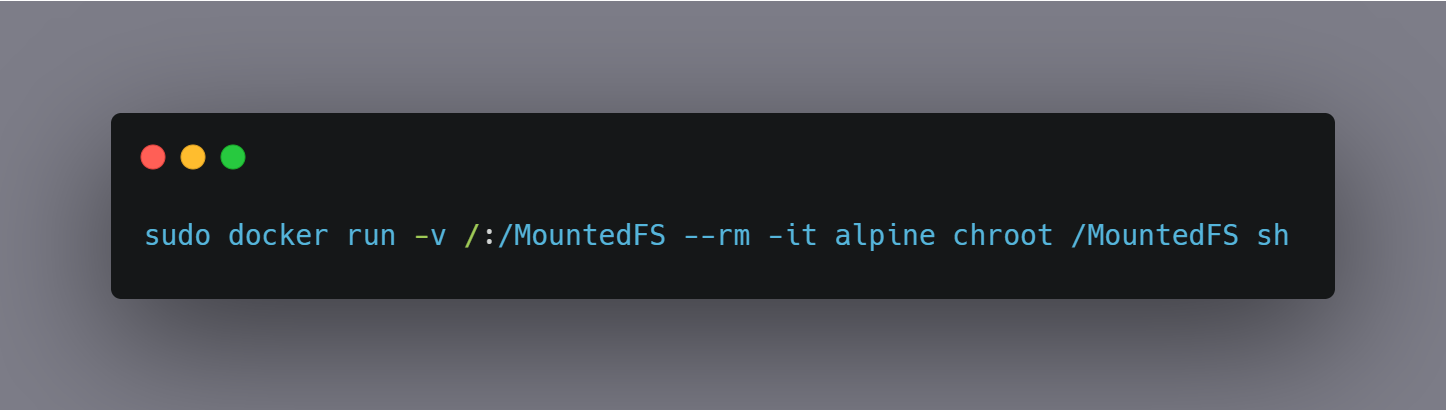 sudo docker run -v /:/MountedFS --rm -it alpine chroot /MountedFS sh